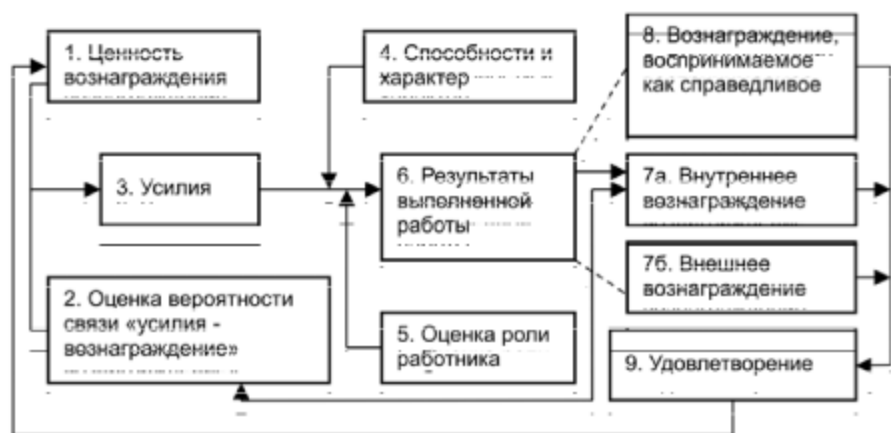 1. Ценность
вознаграждения
4. Способности и
характер
8. Вознаграждение,
воспринимаемое
как справедливое
3. Усилия
6. Результаты
выполненной
работы
7а. Внутреннее
вознаграждение
2. Оценка вероятности
связи «усилия -
вознаграждение»
5. Оценка роли
работника
7б. Внешнее
вознаграждение
9. Удовлетворение